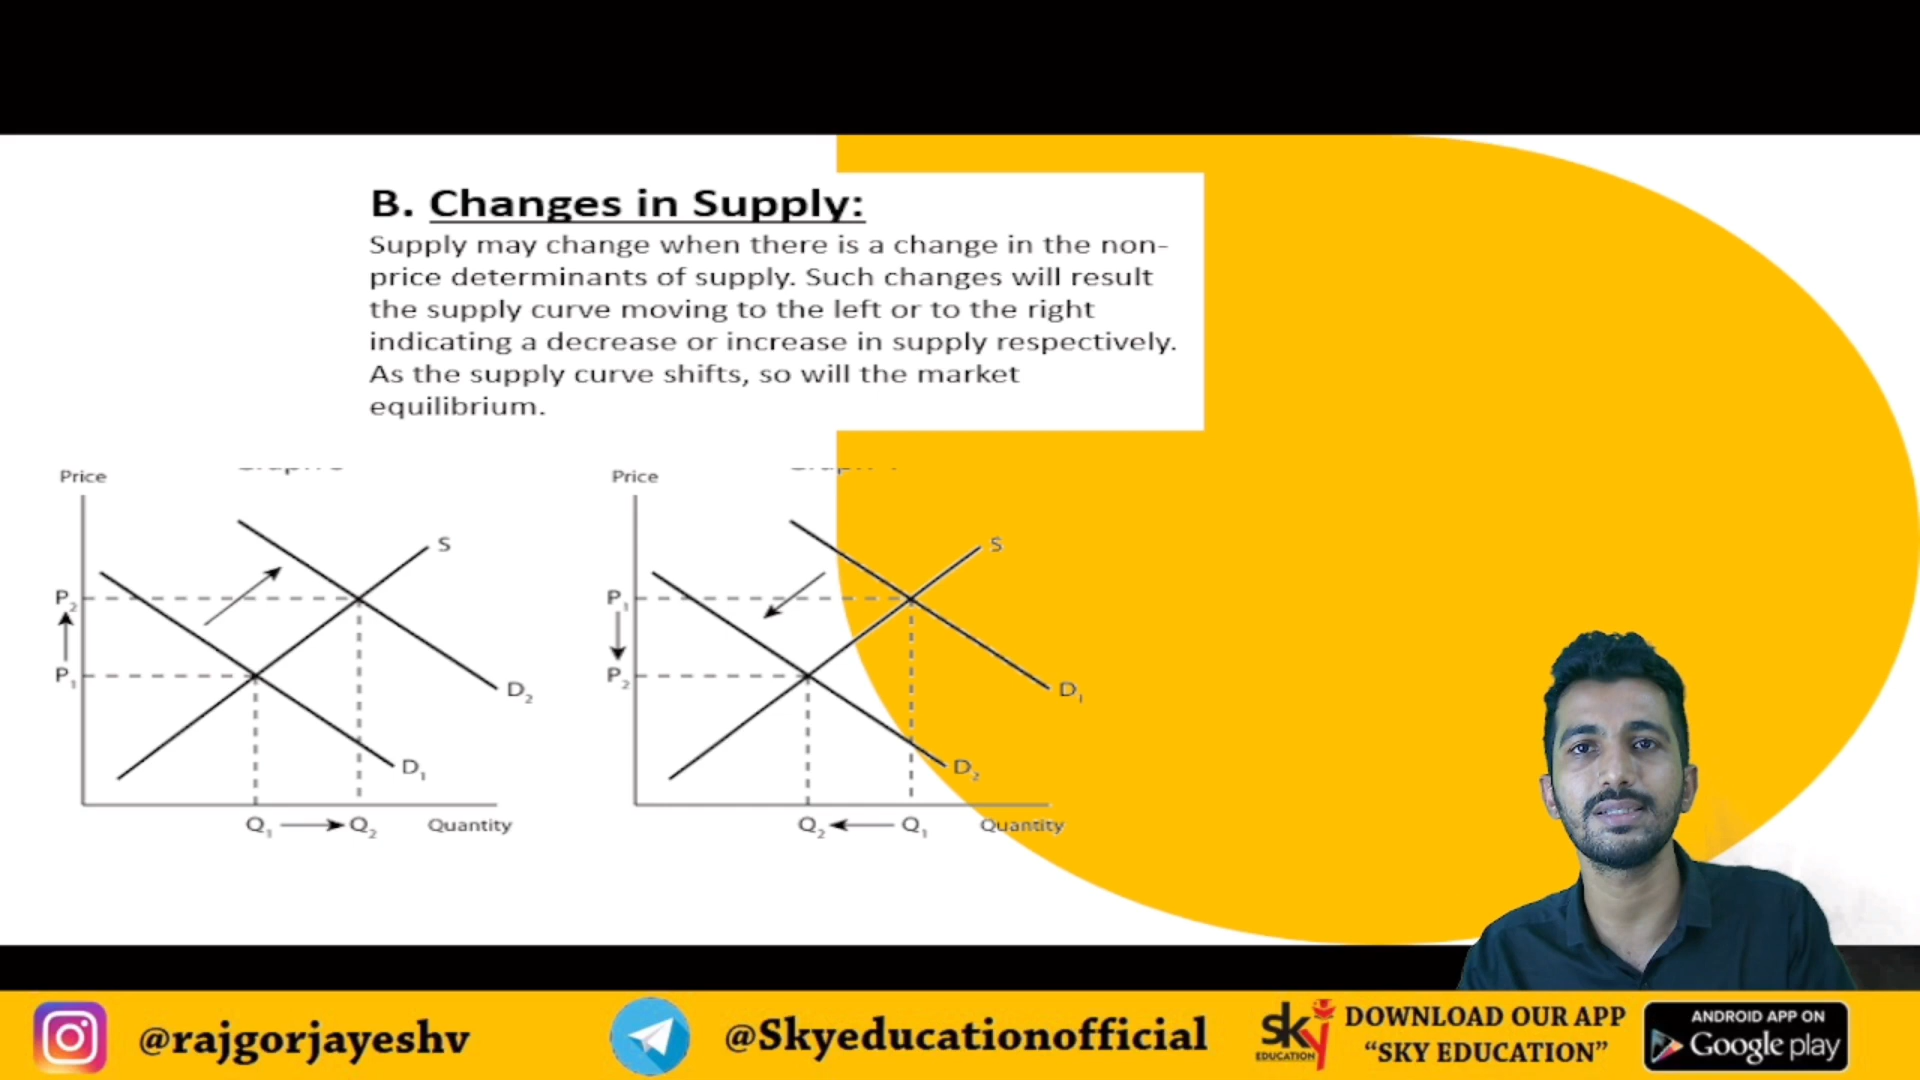 B. Changes in Supply:
Supply may change when there is a change in the non-
price determinants of supply. Such changes will result
the supply curve moving to the left or to the right
indicating a decrease or increase in supply respectively.
As the supply curve shifts, so will the market
equilibrium.
Price
S
P2
P1
D2
D1
Q1 Q2 Quantity
Price
S
P1
P2
D1
D2
Q2 Q1 Quantity
@rajgorjayeshv
@Skyeducationofficial
sky
EDUCATION
DOWNLOAD OUR APP
“SKY EDUCATION”
ANDROID APP ON
Google play